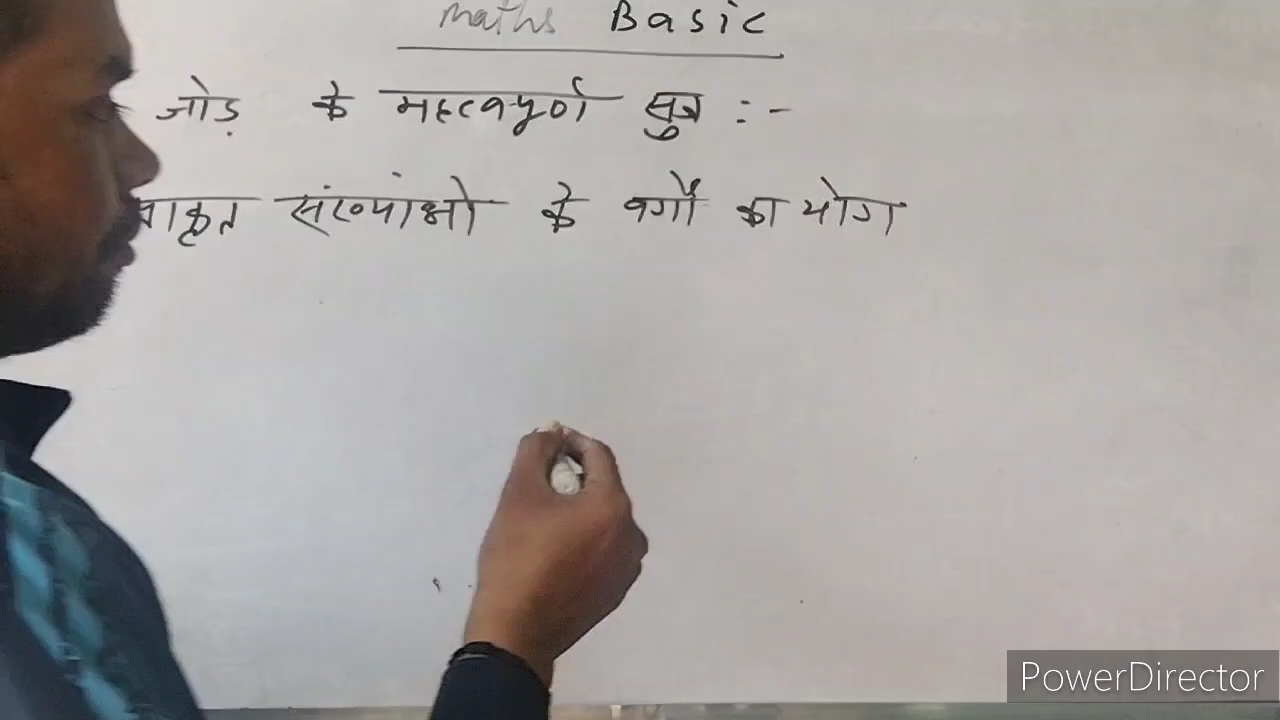 Maths Basic
जोड़ के महत्वपूर्ण सुत्र :-
संख्यांओ के वर्गों का योग
PowerDirector